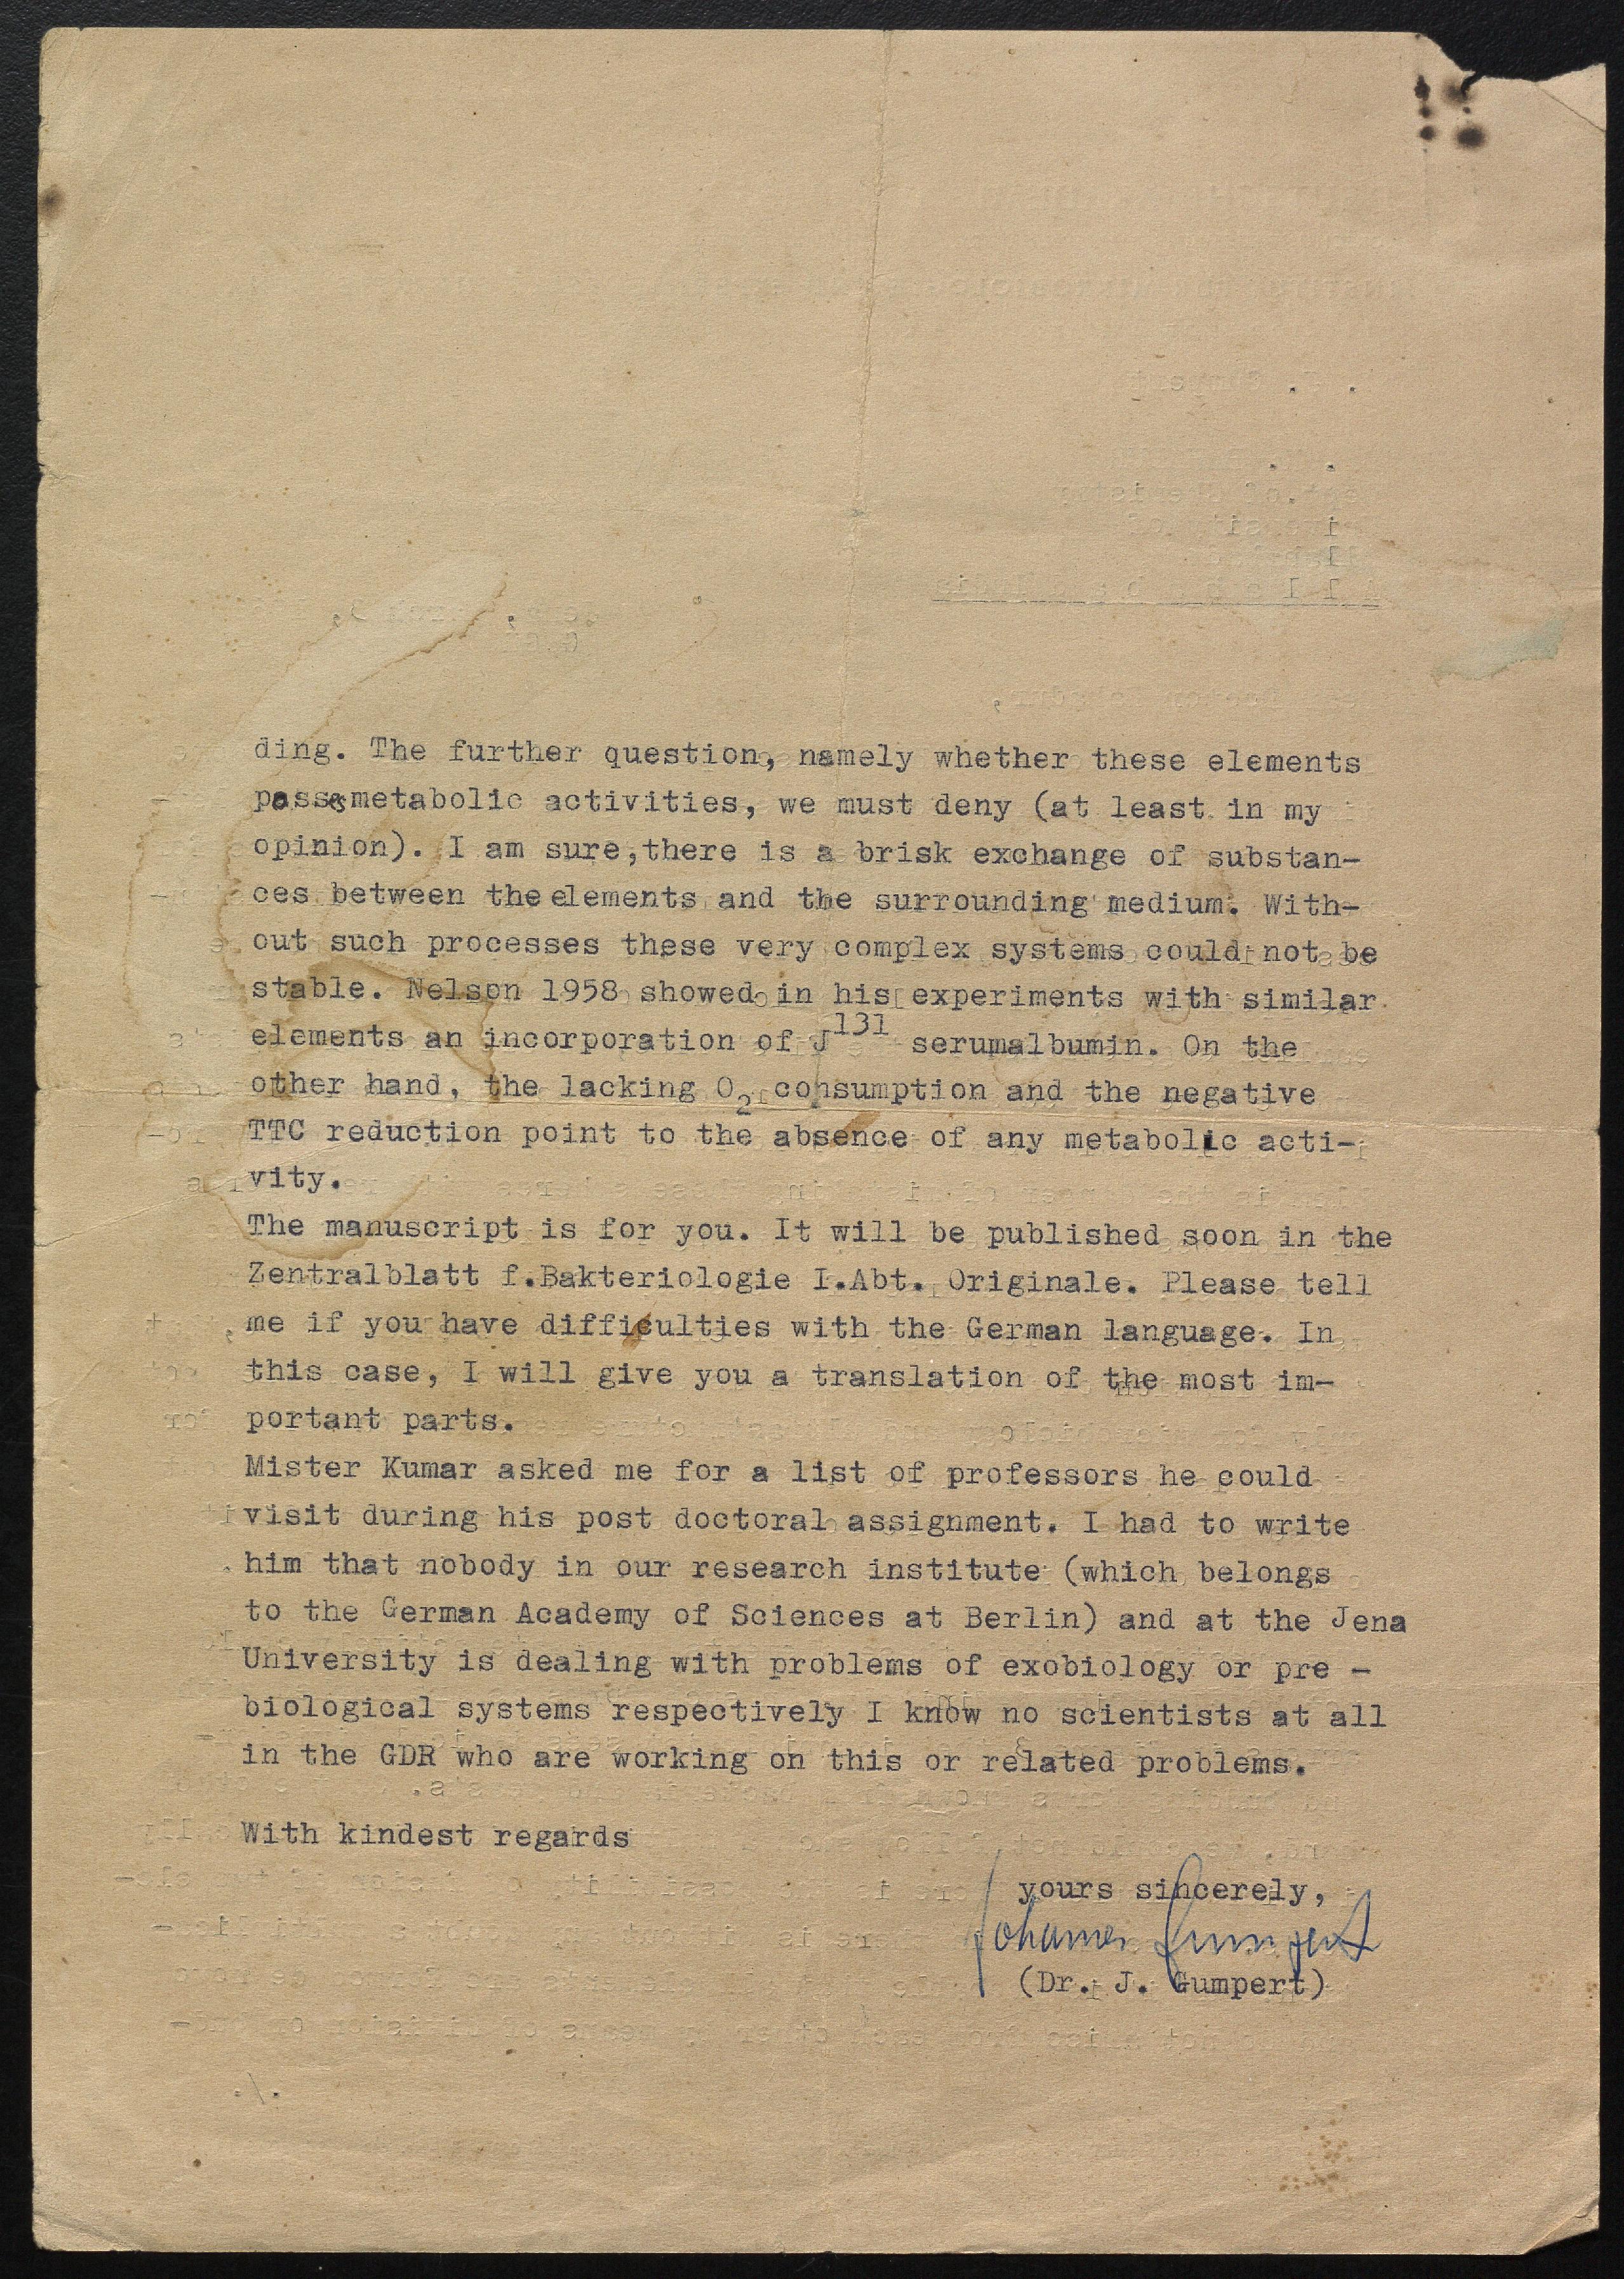 ding. The further question, namely whether these elements
metabolic activities, we must deny (at least in my
opinion). I am sure,there is a brisk exchange of substan-
ces between the elements and the surrounding medium. With-
out such processes these very complex systems could not be
stable. Nelson 1958 showed in his experiments with similar
elements an incorporation of J131 serumalbumin. On the
other hand, the lacking O2 consumption and the negative
TTC reduction point to the absence of any metabolic acti-
vity.
The manuscript is for you. It will be published soon in the
Zentralblatt f.Bakteriologie I.Abt. Originale. Please tell
me if you have difficulties with the German language. In
this case, I will give you a translation of the most im-
portant parts.
Mister Kumar asked me for a list of professors he could
visit during his post doctoral assignment. I had to write
him that nobody in our research institute (which belongs
to the German Academy of Sciences at Berlin) and at the Jena
University is dealing with problems of exobiology or pre -
biological systems respectively I know no scientists at all
in the GDR who are working on this or related problems.
With kindest regards
yours sincerely,
Johannes Gumpert
(Dr. J. Gumpert)